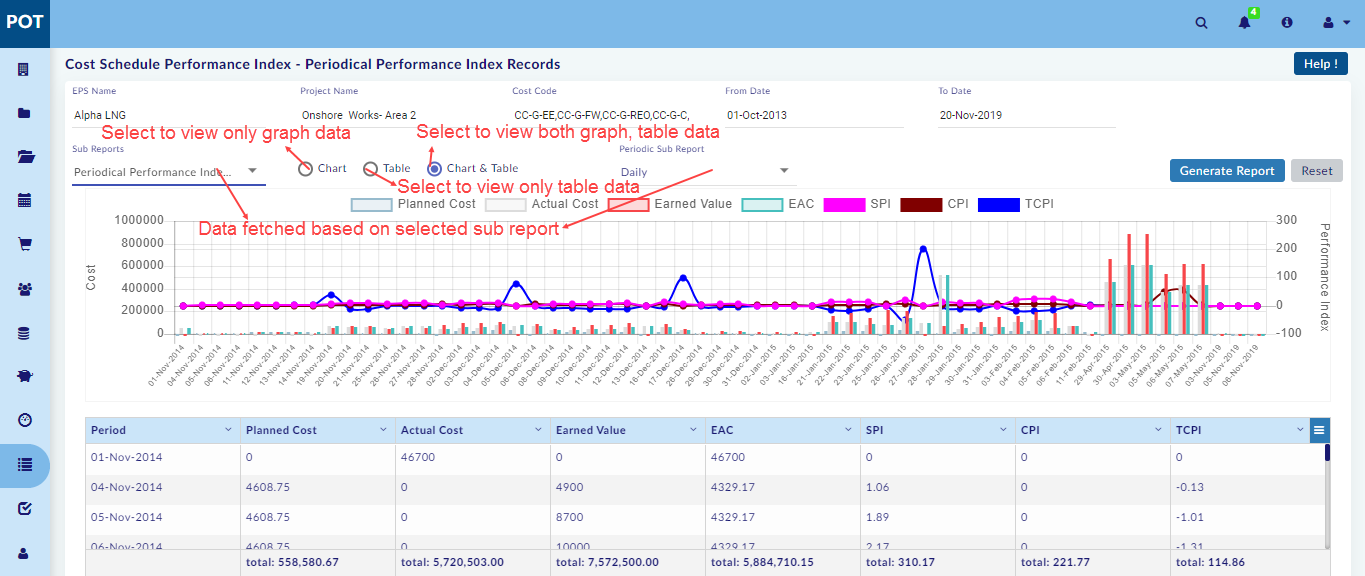 POT
4
Cost Schedule Performance Index - Periodical Performance Index Records
Help !
EPS Name
Project Name
Cost Code
From Date
To Date
Alpha LNG
Onshore Works- Area 2
CC-G-EE,CC-G-FW,CC-G-REO,CC-G-C,
01-Oct-2013
20-Nov-2019
Select to view only graph data
Select to view both graph, table data
Sub Reports
Periodic Sub Report
Periodical Performance Inde...
Chart
Table
Chart & Table
Daily
Generate Report
Reset
Select to view only table data
Planned Cost
Actual Cost
Earned Value
EAC
SPI
CPI
TCPI
Data fetched based on selected sub report
Cost
1000000
800000
600000
400000
200000
0
300
200
100
0
-100
Performance Index
01-Nov-2014
04-Nov-2014
05-Nov-2014
06-Nov-2014
11-Nov-2014
12-Nov-2014
13-Nov-2014
14-Nov-2014
19-Nov-2014
20-Nov-2014
21-Nov-2014
25-Nov-2014
26-Nov-2014
27-Nov-2014
28-Nov-2014
02-Dec-2014
03-Dec-2014
04-Dec-2014
05-Dec-2014
06-Dec-2014
08-Dec-2014
09-Dec-2014
10-Dec-2014
11-Dec-2014
12-Dec-2014
13-Dec-2014
16-Dec-2014
17-Dec-2014
18-Dec-2014
29-Dec-2014
30-Dec-2014
31-Dec-2014
02-Jan-2015
03-Jan-2015
16-Jan-2015
21-Jan-2015
22-Jan-2015
24-Jan-2015
25-Jan-2015
26-Jan-2015
27-Jan-2015
28-Jan-2015
29-Jan-2015
31-Jan-2015
03-Feb-2015
04-Feb-2015
05-Feb-2015
06-Feb-2015
11-Feb-2015
29-Apr-2015
30-Apr-2015
03-May-2015
05-May-2015
06-May-2015
07-May-2015
03-Nov-2019
05-Nov-2019
06-Nov-2019
Period
Planned Cost
Actual Cost
Earned Value
EAC
SPI
CPI
TCPI
01-Nov-2014
0
46700
0
46700
0
0
0
04-Nov-2014
4608.75
0
4900
4329.17
1.06
0
-0.13
05-Nov-2014
4608.75
0
8700
4329.17
1.89
0
-1.01
06-Nov-2014
4608.75
0
10000
4329.17
2.17
0
-1.31
total: 558,580.67
total: 5,720,503.00
total: 7,572,500.00
total: 5,884,710.15
total: 310.17
total: 221.77
total: 114.86